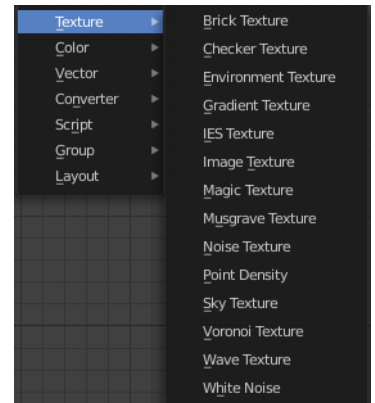 Texture
Color
Vector
Converter
Script
Group
Layout
Brick Texture
Checker Texture
Environment Texture
Gradient Texture
IES Texture
Image Texture
Magic Texture
Musgrave Texture
Noise Texture
Point Density
Sky Texture
Voronoi Texture
Wave Texture
White Noise